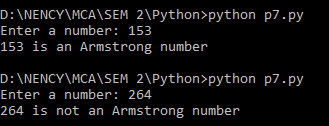 D:\NENCY\MCA\SEM 2\Python>python p7.py
Enter a number: 153
153 is an Armstrong number
D:\NENCY\MCA\SEM 2\Python>python p7.py
Enter a number: 264
264 is not an Armstrong number